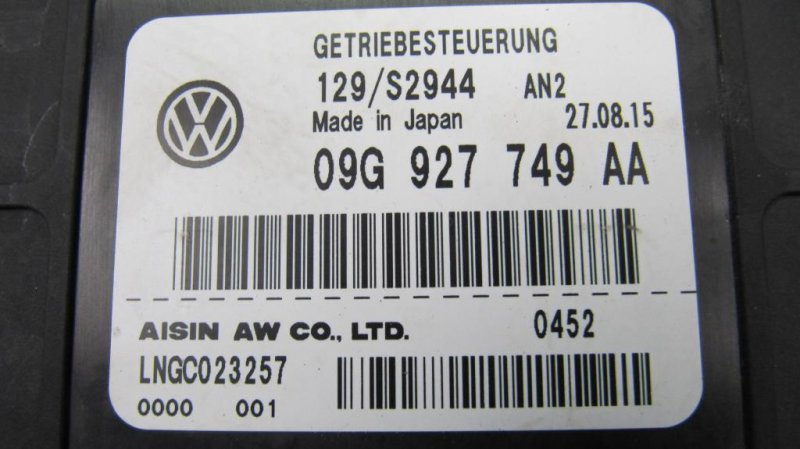 GETRIEBESTEUERUNG
129/S2944 AN2
Made in Japan 27.08.15
09G 927 749 AA
AISIN AW CO., LTD. 0452
LNGC023257
0000 001